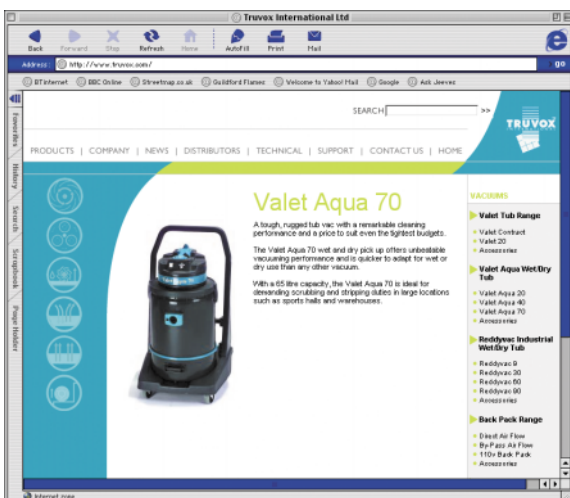 Truvox International Ltd
Back Forward Stop Refresh Home AutoFill Print Mail
Address: http://www.truvox.com/ go
BTinternet BBC Online Streetmap.co.uk Guildford Flames Welcome to Yahoo! Mail Google Ask Jeeves
Favorites
History
Search
Scrapbook
Page Holder
SEARCH >>
TRUVOX
PRODUCTS | COMPANY | NEWS | DISTRIBUTORS | TECHNICAL | SUPPORT | CONTACT US | HOME
Valet Aqua 70
A tough, rugged tub vac with a remarkable cleaning
performance and a price to suit even the tightest budgets.
The Valet Aqua 70 wet and dry pick up offers unbeatable
vacuuming performance and is quicker to adapt for wet or
dry use than any other vacuum.
With a 65 litre capacity, the Valet Aqua 70 is ideal for
demanding scrubbing and stripping duties in large locations
such as sports halls and warehouses.
VACUUMS
Valet Tub Range
Valet Contract
Valet 20
Accessories
Valet Aqua Wet/Dry
Tub
Valet Aqua 20
Valet Aqua 40
Valet Aqua 70
Accessories
Reddyvac Industrial
Wet/Dry Tub
Reddyvac 9
Reddyvac 30
Reddyvac 60
Reddyvac 90
Accessories
Back Pack Range
Direct Air Flow
By-Pass Air Flow
110v Back Pack
Accessories
Internet zone